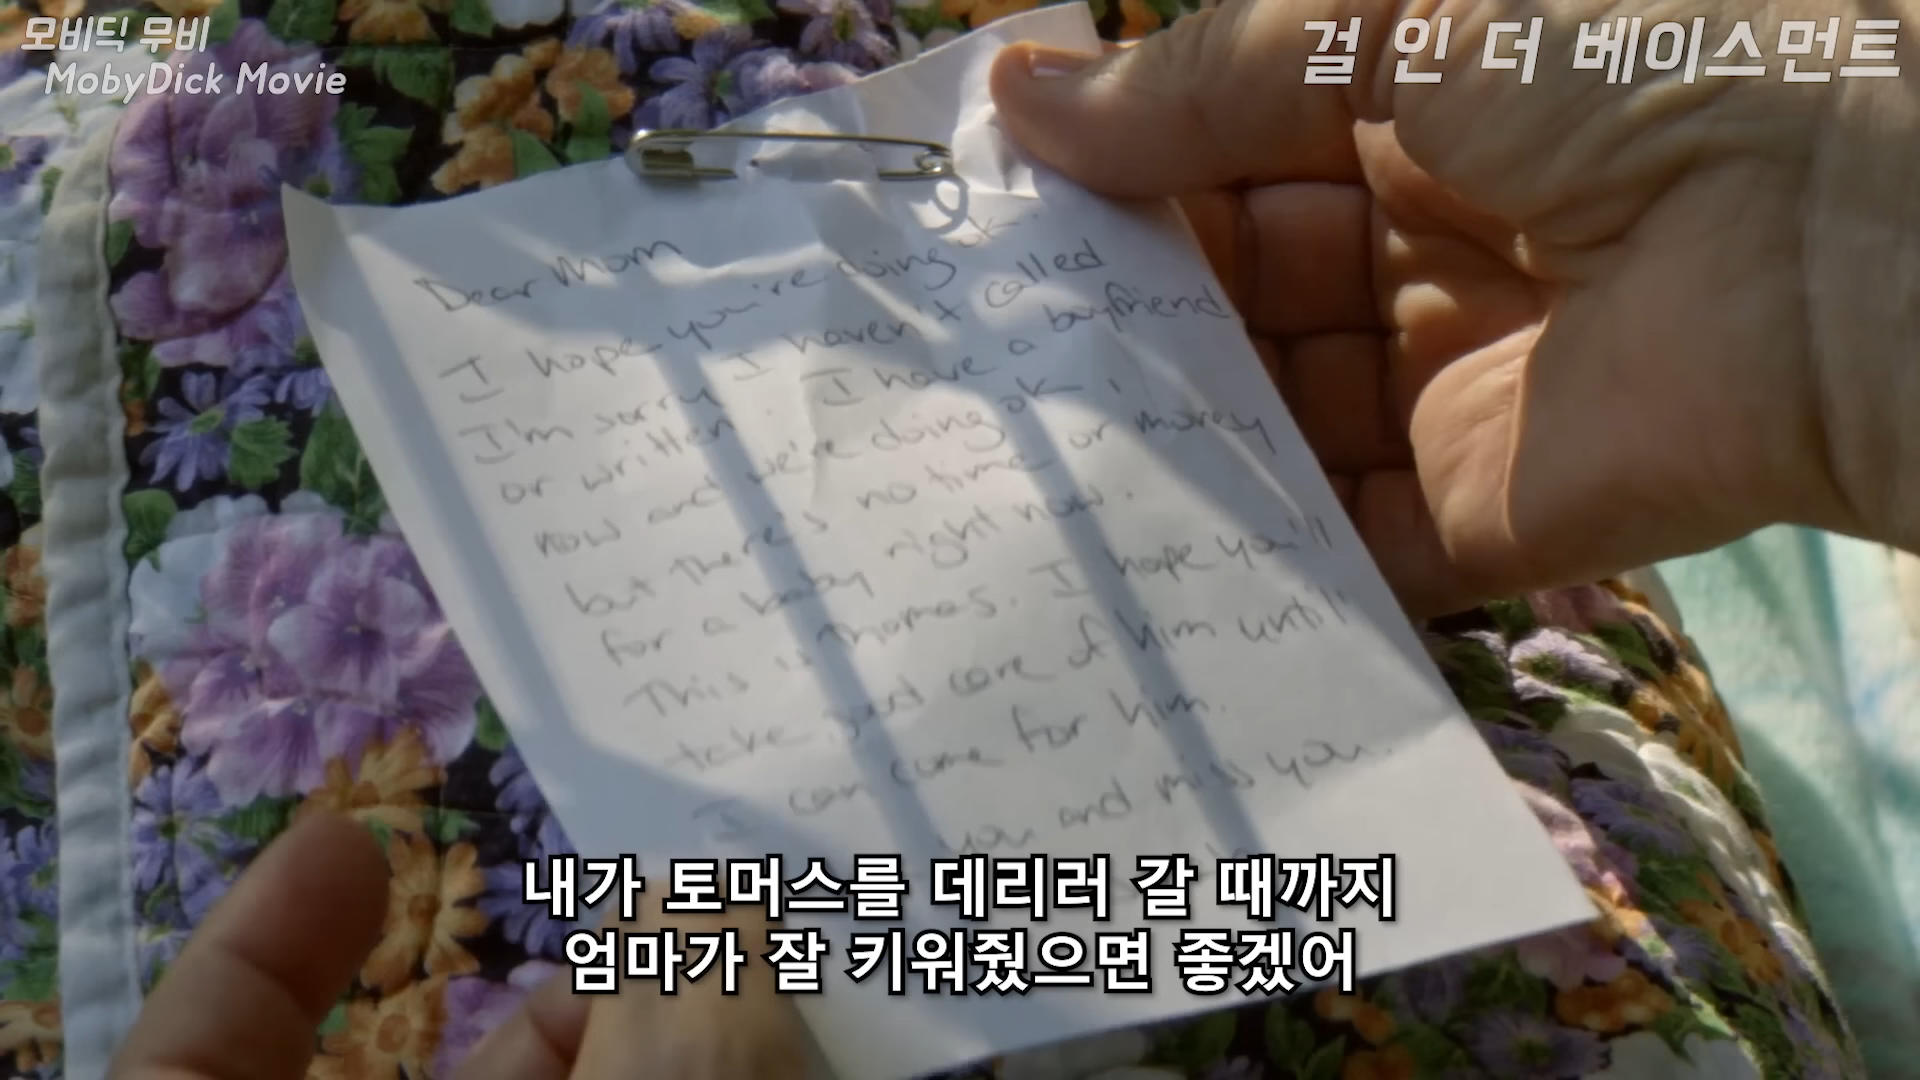 모비딕 무비
MobyDick Movie
걸 인 더 베이스먼트
Dear Mom
I hope you're doing ok.
I'm sorry I haven't called
or written. I have a boyfriend
now and we're doing ok,
but there's no time or money
for a baby right now.
This is Thomas. I hope you'll
take good care of him until
I can come for him.
you and miss you.
내가 토머스를 데리러 갈 때까지
엄마가 잘 키워줬으면 좋겠어